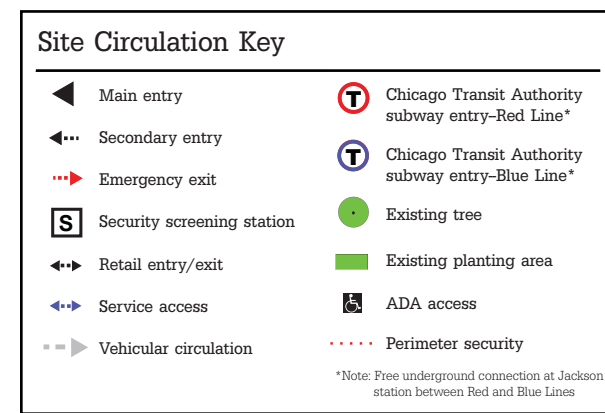 Site Circulation Key
Main entry
Secondary entry
Emergency exit
S
Security screening station
Retail entry/exit
Service access
Vehicular circulation
T
Chicago Transit Authority
subway entry–Red Line*
T
Chicago Transit Authority
subway entry–Blue Line*
Existing tree
Existing planting area
ADA access
Perimeter security
*Note: Free underground connection at Jackson
station between Red and Blue Lines